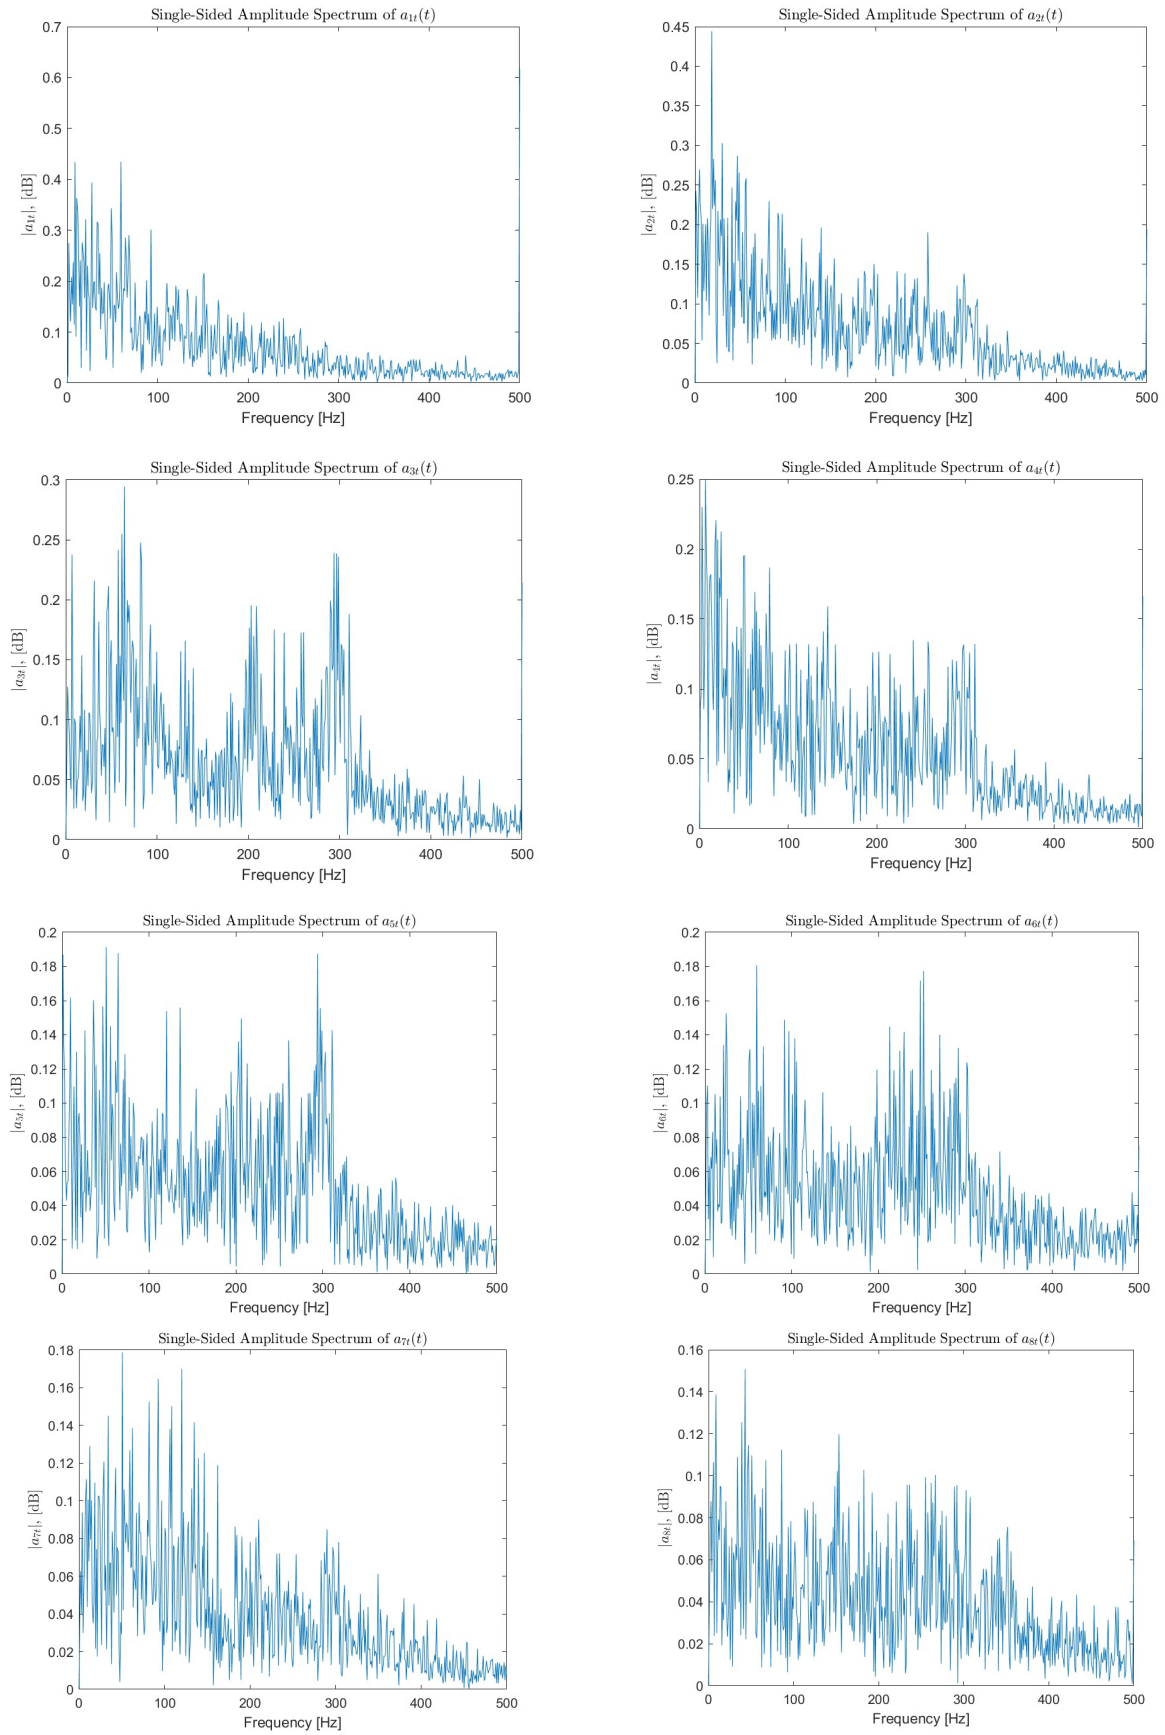 Single-Sided Amplitude Spectrum of a1t(t)
0.7
0.6
0.5
0.4
0.3
0.2
0.1
0
|a1t|, [dB]
0 100 200 300 400 500
Frequency [Hz]
Single-Sided Amplitude Spectrum of a2t(t)
0.45
0.4
0.35
0.3
0.25
0.2
0.15
0.1
0.05
0
|a2t|, [dB]
0 100 200 300 400 500
Frequency [Hz]
Single-Sided Amplitude Spectrum of a3t(t)
0.3
0.25
0.2
0.15
0.1
0.05
0
|a3t|, [dB]
0 100 200 300 400 500
Frequency [Hz]
Single-Sided Amplitude Spectrum of a4t(t)
0.25
0.2
0.15
0.1
0.05
0
|a4t|, [dB]
0 100 200 300 400 500
Frequency [Hz]
Single-Sided Amplitude Spectrum of a5t(t)
0.2
0.18
0.16
0.14
0.12
0.1
0.08
0.06
0.04
0.02
0
|a5t|, [dB]
0 100 200 300 400 500
Frequency [Hz]
Single-Sided Amplitude Spectrum of a6t(t)
0.2
0.18
0.16
0.14
0.12
0.1
0.08
0.06
0.04
0.02
0
|a6t|, [dB]
0 100 200 300 400 500
Frequency [Hz]
Single-Sided Amplitude Spectrum of a7t(t)
0.18
0.16
0.14
0.12
0.1
0.08
0.06
0.04
0.02
0
|a7t|, [dB]
0 100 200 300 400 500
Frequency [Hz]
Single-Sided Amplitude Spectrum of a8t(t)
0.16
0.14
0.12
0.1
0.08
0.06
0.04
0.02
0
|a8t|, [dB]
0 100 200 300 400 500
Frequency [Hz]